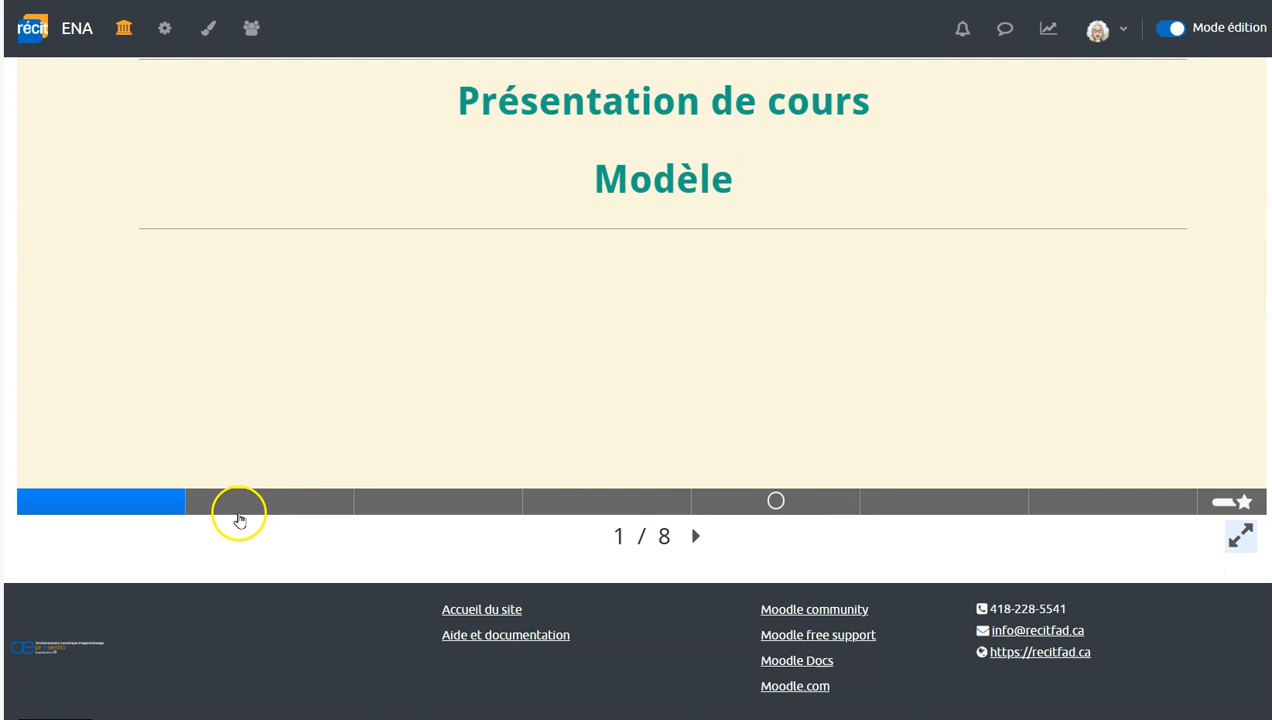 récit ENA Mode édition
Présentation de cours
Modèle
1 / 8
Accueil du site
Aide et documentation
Moodle community
Moodle free support
Moodle Docs
Moodle.com
418-228-5541
info@recitfad.ca
https://recitfad.ca